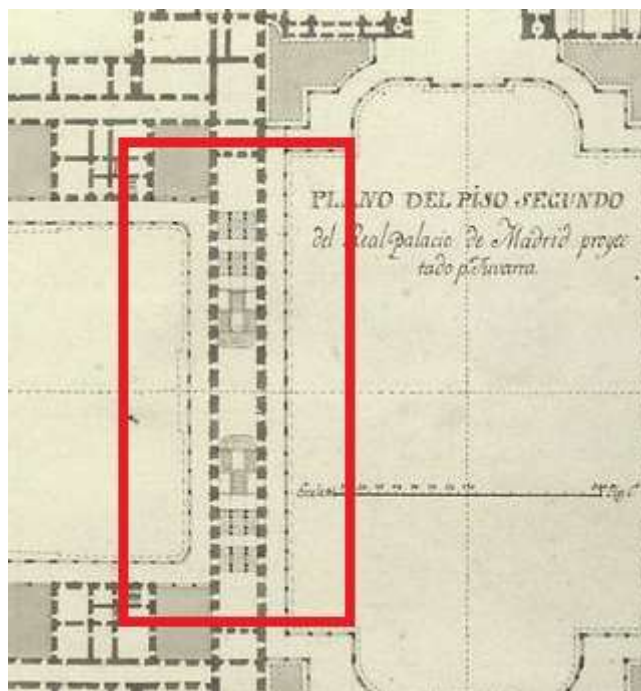 PLANO DEL PISO SEGUNDO
del Real palacio de Madrid proyec
tado p.r Juvarra.